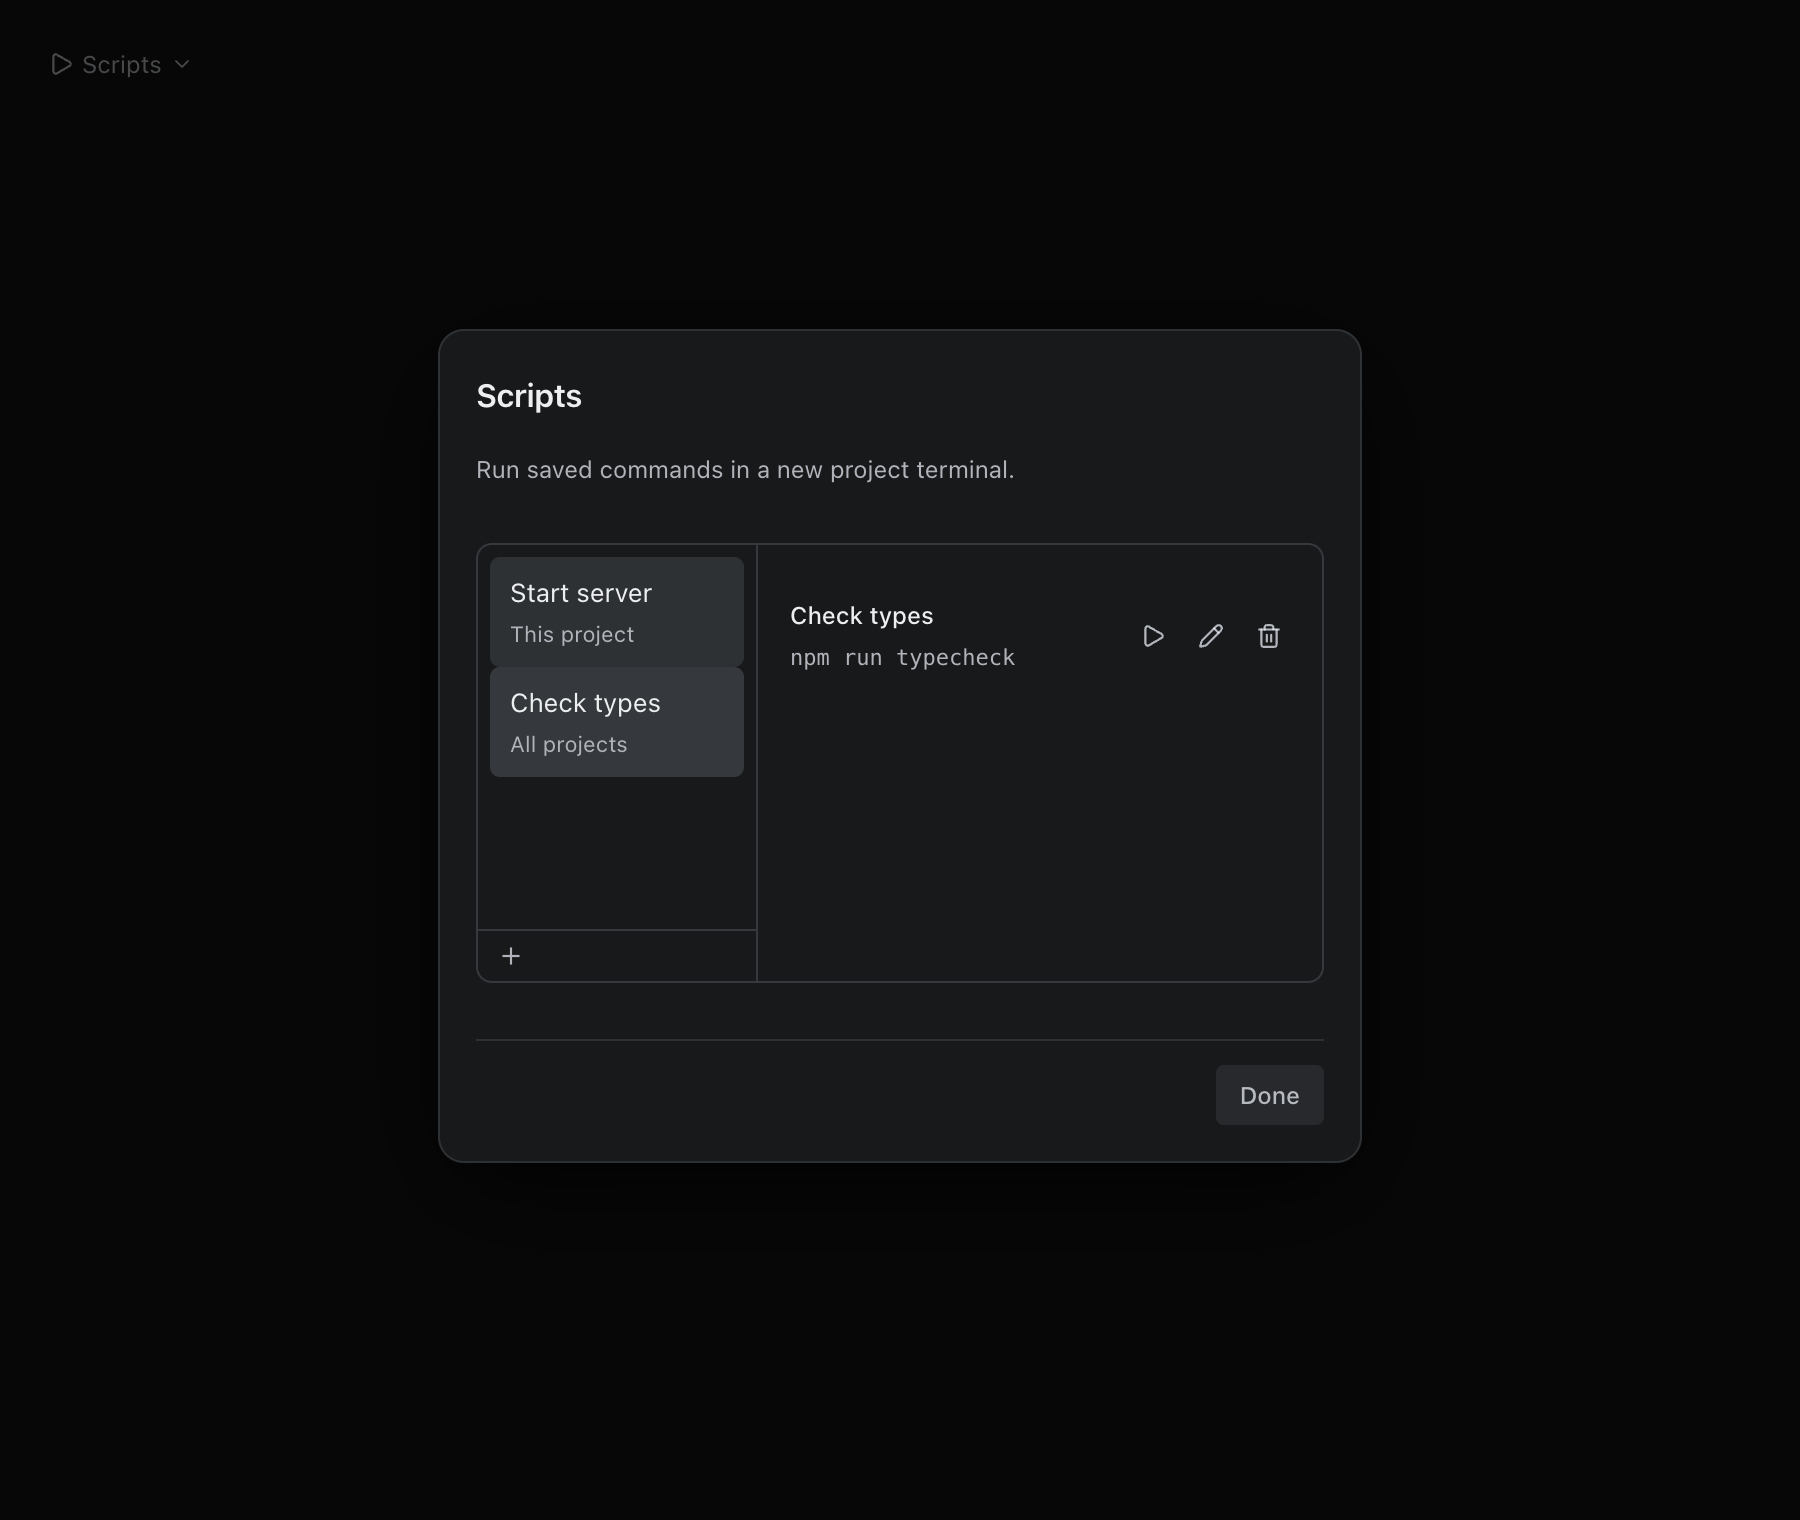 Scripts
Scripts
Run saved commands in a new project terminal.
Start server
This project
Check types
All projects
Check types
npm run typecheck
Done